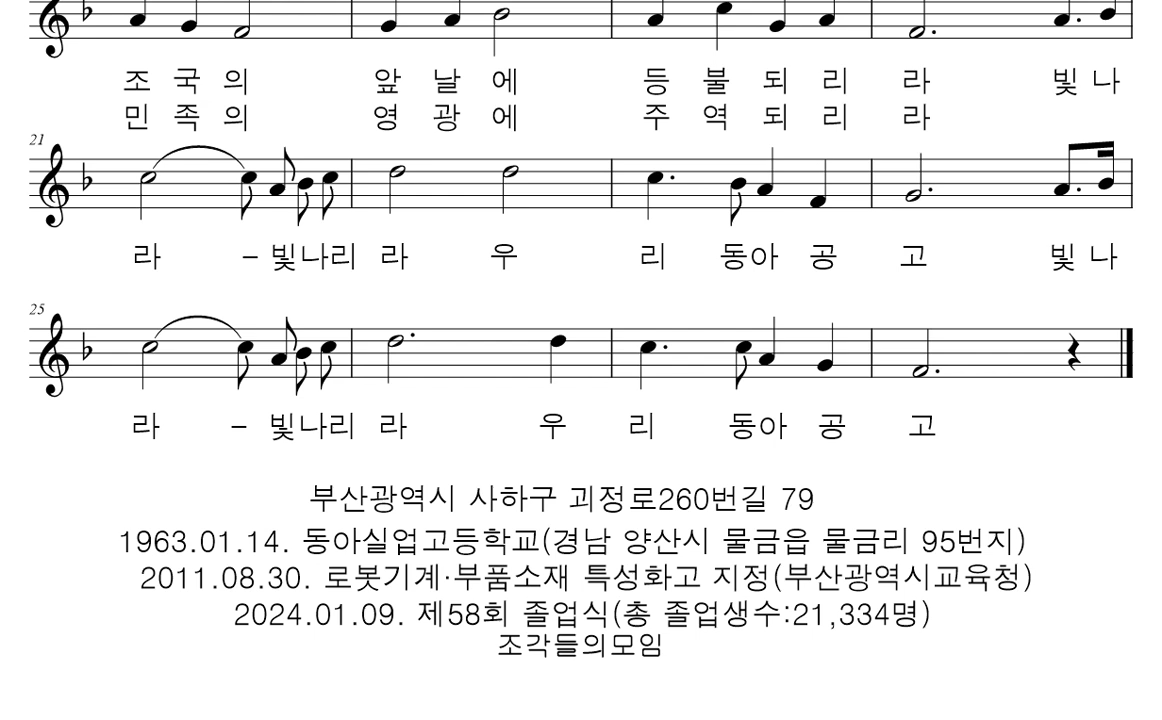 조 국 의 앞 날 에 등 불 되 리 라 빛 나
민 족 의 영 광 에 주 역 되 리 라
21
라 - 빛나리 라 우 리 동아 공 고 빛 나
25
라 - 빛나리 라 우 리 동아 공 고
부산광역시 사하구 괴정로260번길 79
1963.01.14. 동아실업고등학교(경남 양산시 물금읍 물금리 95번지)
2011.08.30. 로봇기계·부품소재 특성화고 지정(부산광역시교육청)
2024.01.09. 제58회 졸업식(총 졸업생수:21,334명)
조각들의모임